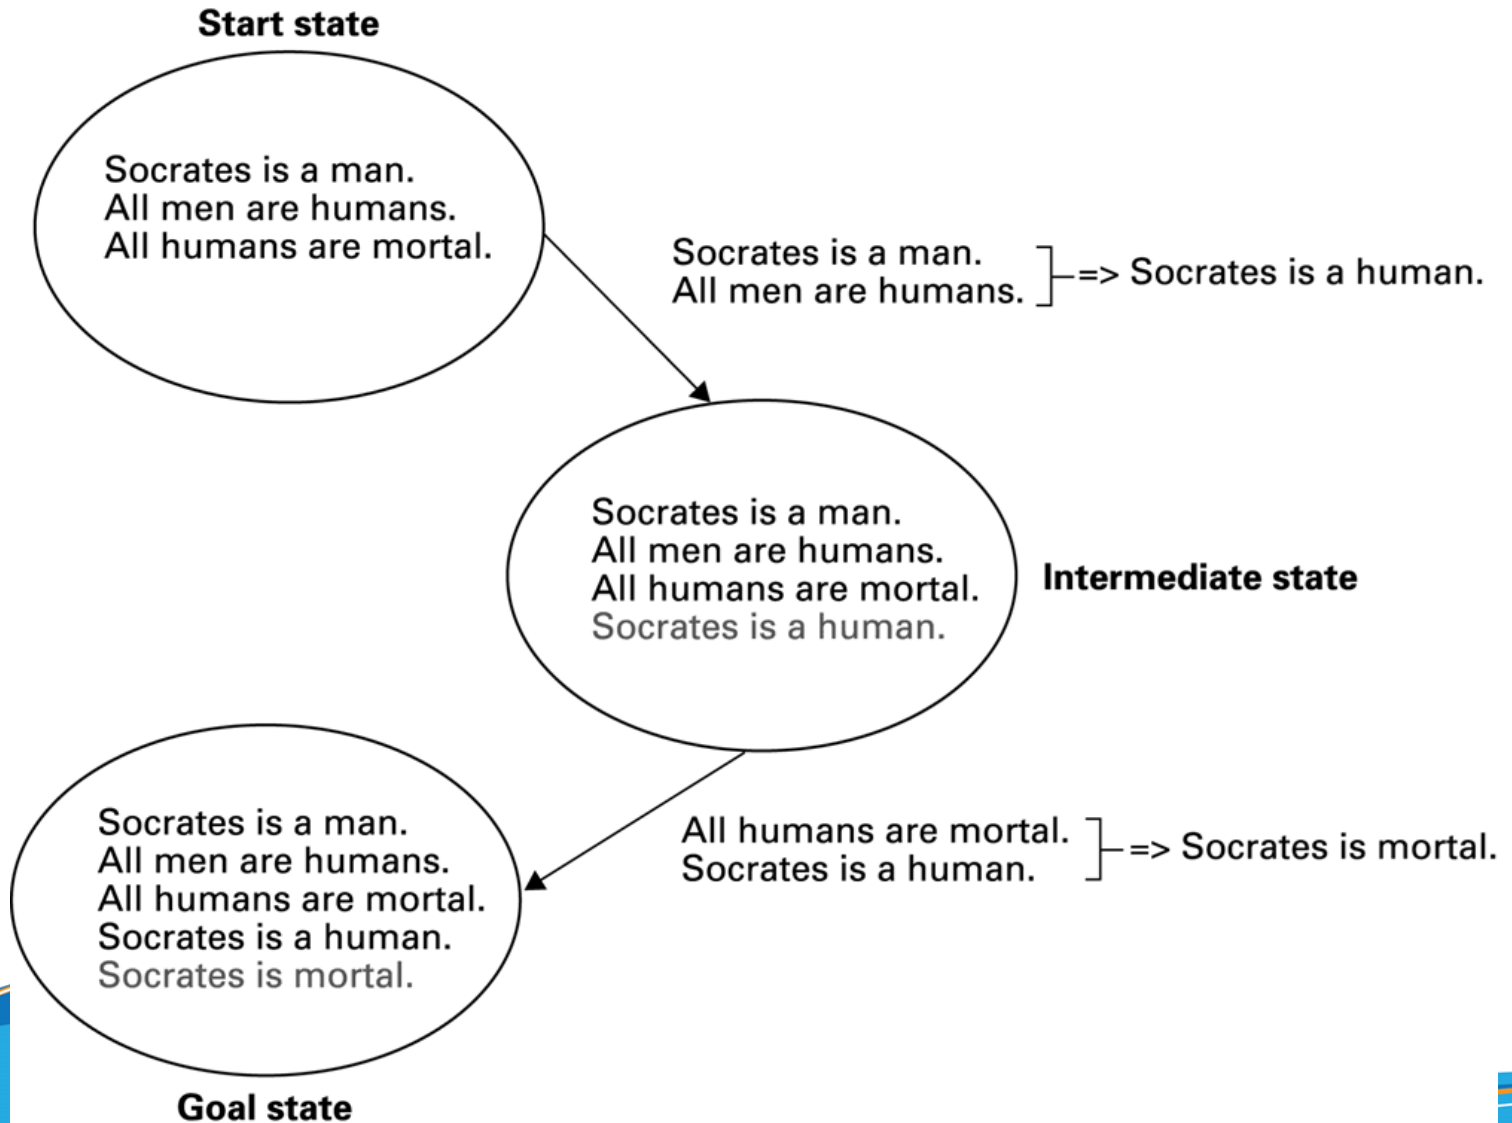 Start state
Socrates is a man.
All men are humans.
All humans are mortal.
Socrates is a man.
All men are humans.
=> Socrates is a human.
Socrates is a man.
All men are humans.
All humans are mortal.
Socrates is a human.
Intermediate state
All humans are mortal.
Socrates is a human.
=> Socrates is mortal.
Socrates is a man.
All men are humans.
All humans are mortal.
Socrates is a human.
Socrates is mortal.
Goal state